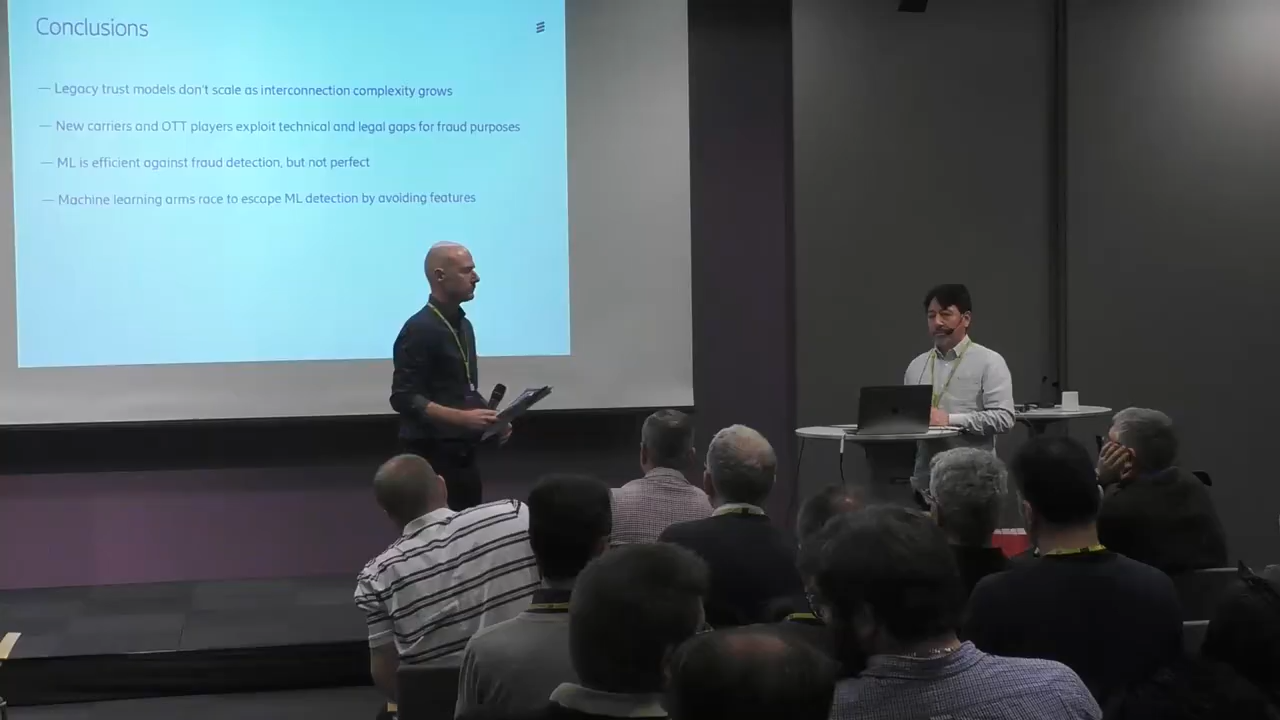 Conclusions
— Legacy trust models don't scale as interconnection complexity grows
— New carriers and OTT players exploit technical and legal gaps for fraud purposes
— ML is efficient against fraud detection, but not perfect
— Machine learning arms race to escape ML detection by avoiding features